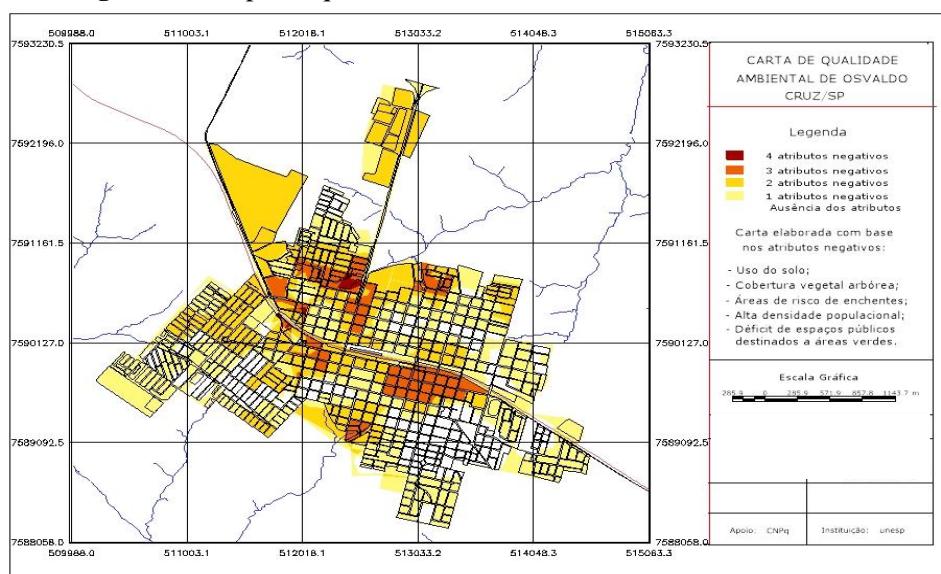 509988.0 511003.1 512018.1 513033.2 514048.3 515063.3
7593230.5 7593230.5
7592196.0 7592196.0
7591161.5 7591161.5
7590127.0 7590127.0
7589092.5 7589092.5
7588058.0 7588058.0
509988.0 511003.1 512018.1 513033.2 514048.3 515063.3
CARTA DE QUALIDADE
AMBIENTAL DE OSVALDO
CRUZ/SP
Legenda
4 atributos negativos
3 atributos negativos
2 atributos negativos
1 atributos negativos
Ausência dos atributos
Carta elaborada com base
nos atributos negativos:
- Uso do solo;
- Cobertura vegetal arbórea;
- Áreas de risco de enchentes;
- Alta densidade populacional;
- Déficit de espaços públicos
destinados a áreas verdes.
Escala Gráfica
285.9 0 285.9 571.9 857.8 1143.7 m
Apoio: CNPq Instituição: unesp